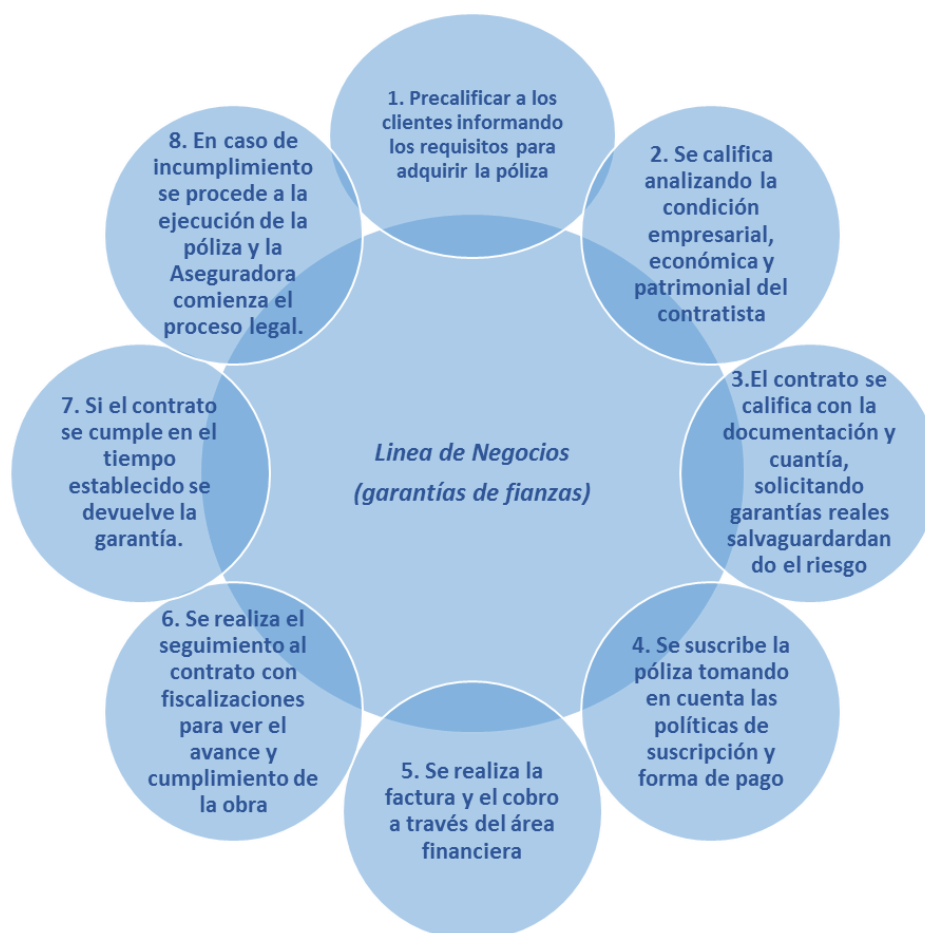 1. Precalificar a los
clientes informando
los requisitos para
adquirir la póliza
2. Se califica
analizando la
condición
empresarial,
económica y
patrimonial del
contratista
3.El contrato se
califica con la
documentación y
cuantía,
solicitando
garantías reales
salvaguardardan
do el riesgo
4. Se suscribe la
póliza tomando
en cuenta las
políticas de
suscripción y
forma de pago
5. Se realiza la
factura y el cobro
a través del área
financiera
6. Se realiza el
seguimiento al
contrato con
fiscalizaciones
para ver el
avance y
cumplimiento de
la obra
7. Si el contrato
se cumple en el
tiempo
establecido se
devuelve la
garantía.
8. En caso de
incumplimiento
se procede a la
ejecución de la
póliza y la
Aseguradora
comienza el
proceso legal.
Linea de Negocios
(garantías de fianzas)